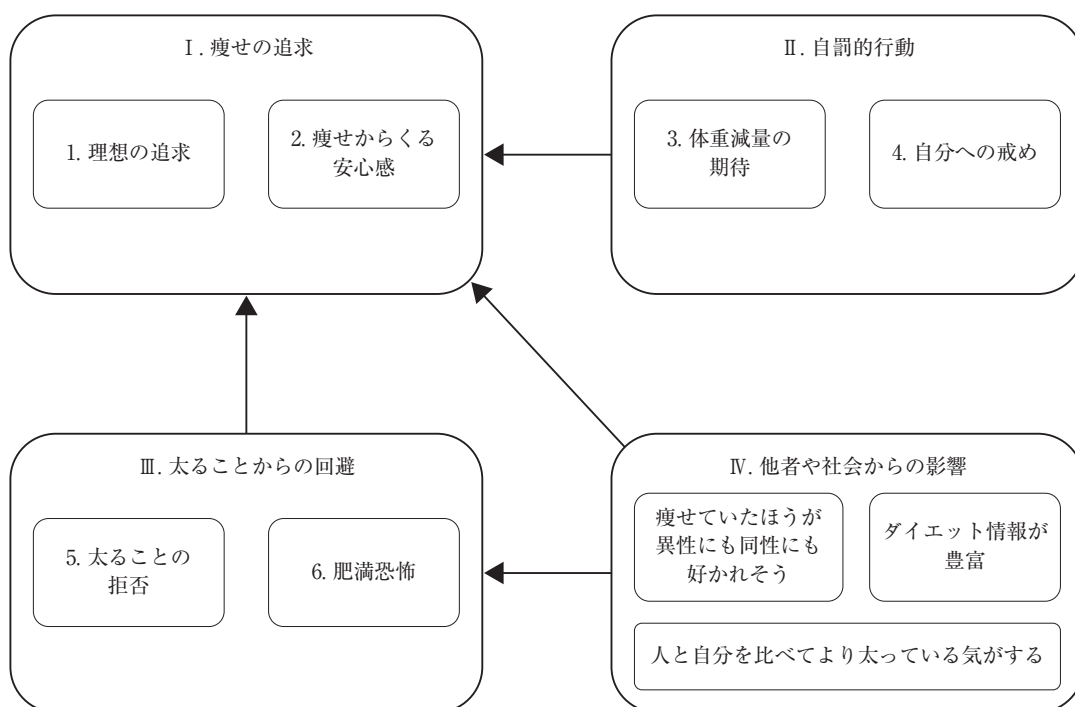 Ⅰ. 痩せの追求
1. 理想の追求
2. 痩せからくる
安心感
Ⅱ. 自罰的行動
3. 体重減量の
期待
4. 自分への戒め
Ⅲ. 太ることからの回避
5. 太ることの
拒否
6. 肥満恐怖
Ⅳ. 他者や社会からの影響
痩せていたほうが
異性にも同性にも
好かれそう
ダイエット情報が
豊富
人と自分を比べてより太っている気がする